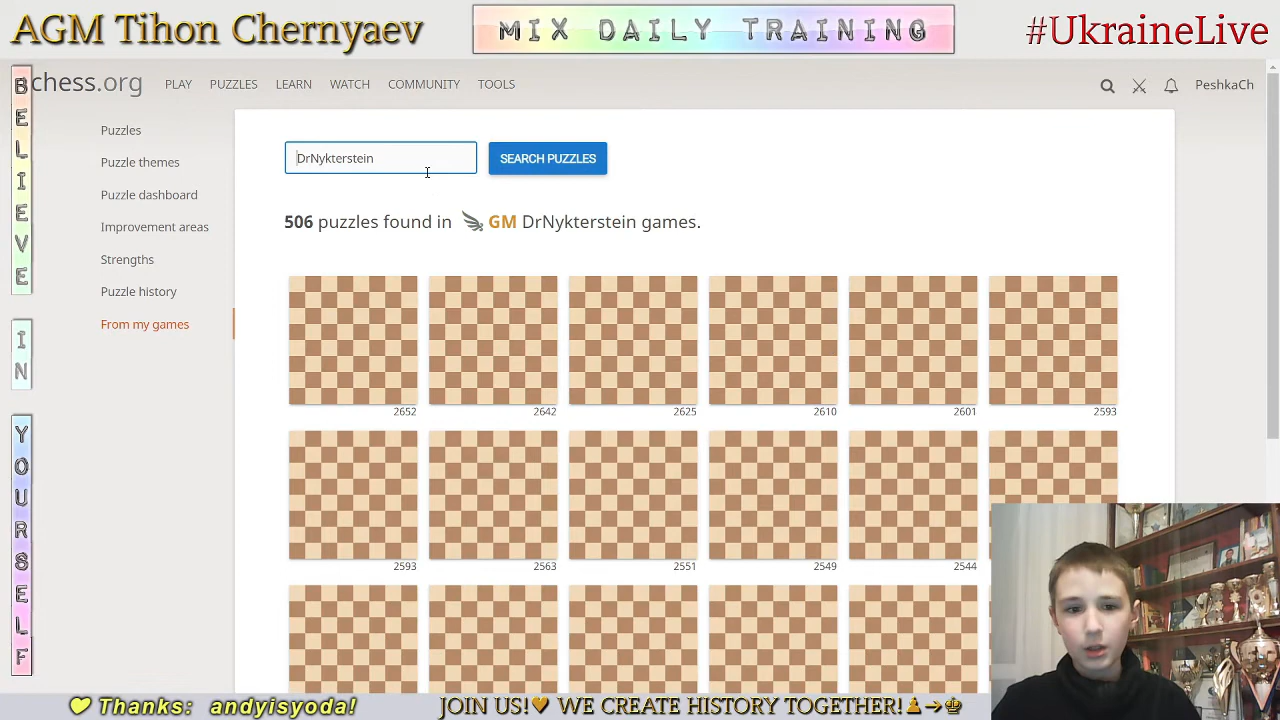 AGM Tihon Chernyaev
MIX DAILY TRAINING
#UkraineLive
chess.org
PLAY
PUZZLES
LEARN
WATCH
COMMUNITY
TOOLS
PeshkaCh
BELIEVE
IN
YOURSELF
Puzzles
Puzzle themes
Puzzle dashboard
Improvement areas
Strengths
Puzzle history
From my games
DrNykterstein
SEARCH PUZZLES
506 puzzles found in GM DrNykterstein games.
2652
2642
2625
2610
2601
2593
2593
2563
2551
2549
2544
Thanks: andyisyoda!
JOIN US! WE CREATE HISTORY TOGETHER!